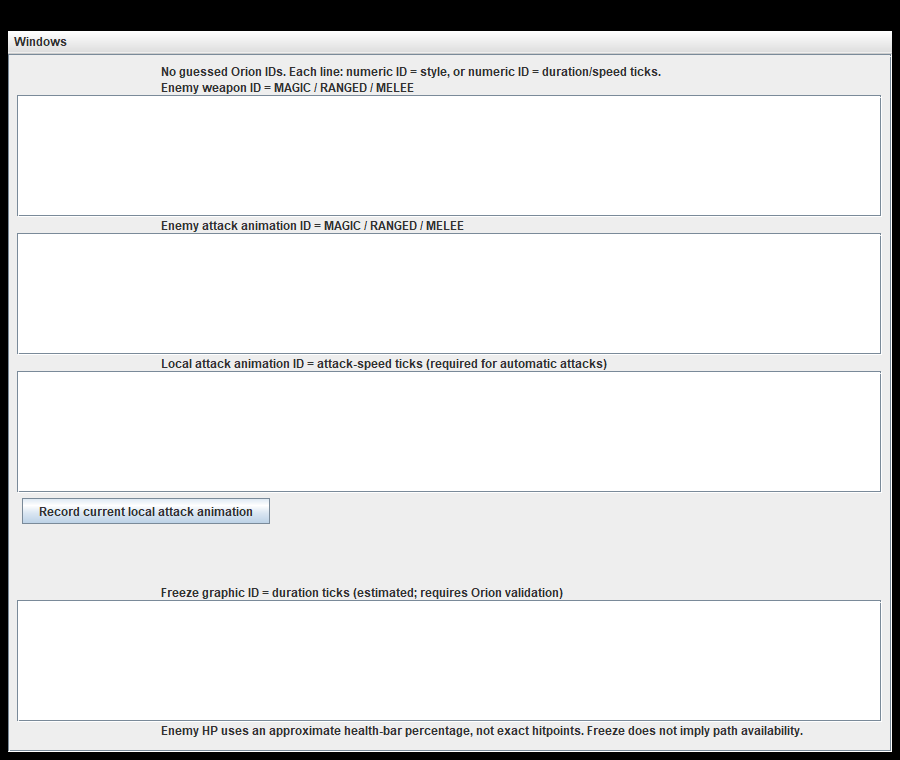 Windows
No guessed Orion IDs. Each line: numeric ID = style, or numeric ID = duration/speed ticks.
Enemy weapon ID = MAGIC / RANGED / MELEE
Enemy attack animation ID = MAGIC / RANGED / MELEE
Local attack animation ID = attack-speed ticks (required for automatic attacks)
Record current local attack animation
Freeze graphic ID = duration ticks (estimated; requires Orion validation)
Enemy HP uses an approximate health-bar percentage, not exact hitpoints. Freeze does not imply path availability.